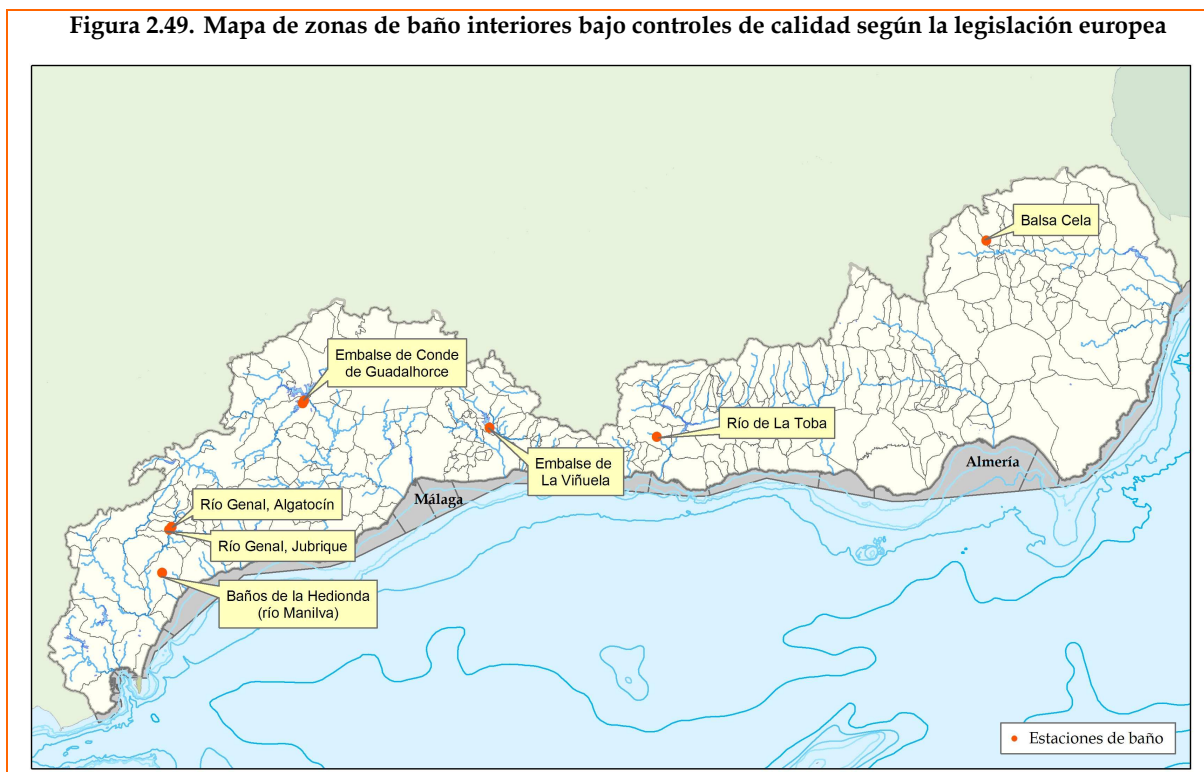 Figura 2.49. Mapa de zonas de baño interiores bajo controles de calidad según la legislación europea
Balsa Cela
Embalse de Conde
de Guadalhorce
Río de La Toba
Embalse de
La Viñuela
Almería
Málaga
Río Genal, Algatocín
Río Genal, Jubrique
Baños de la Hedionda
(río Manilva)
Estaciones de baño